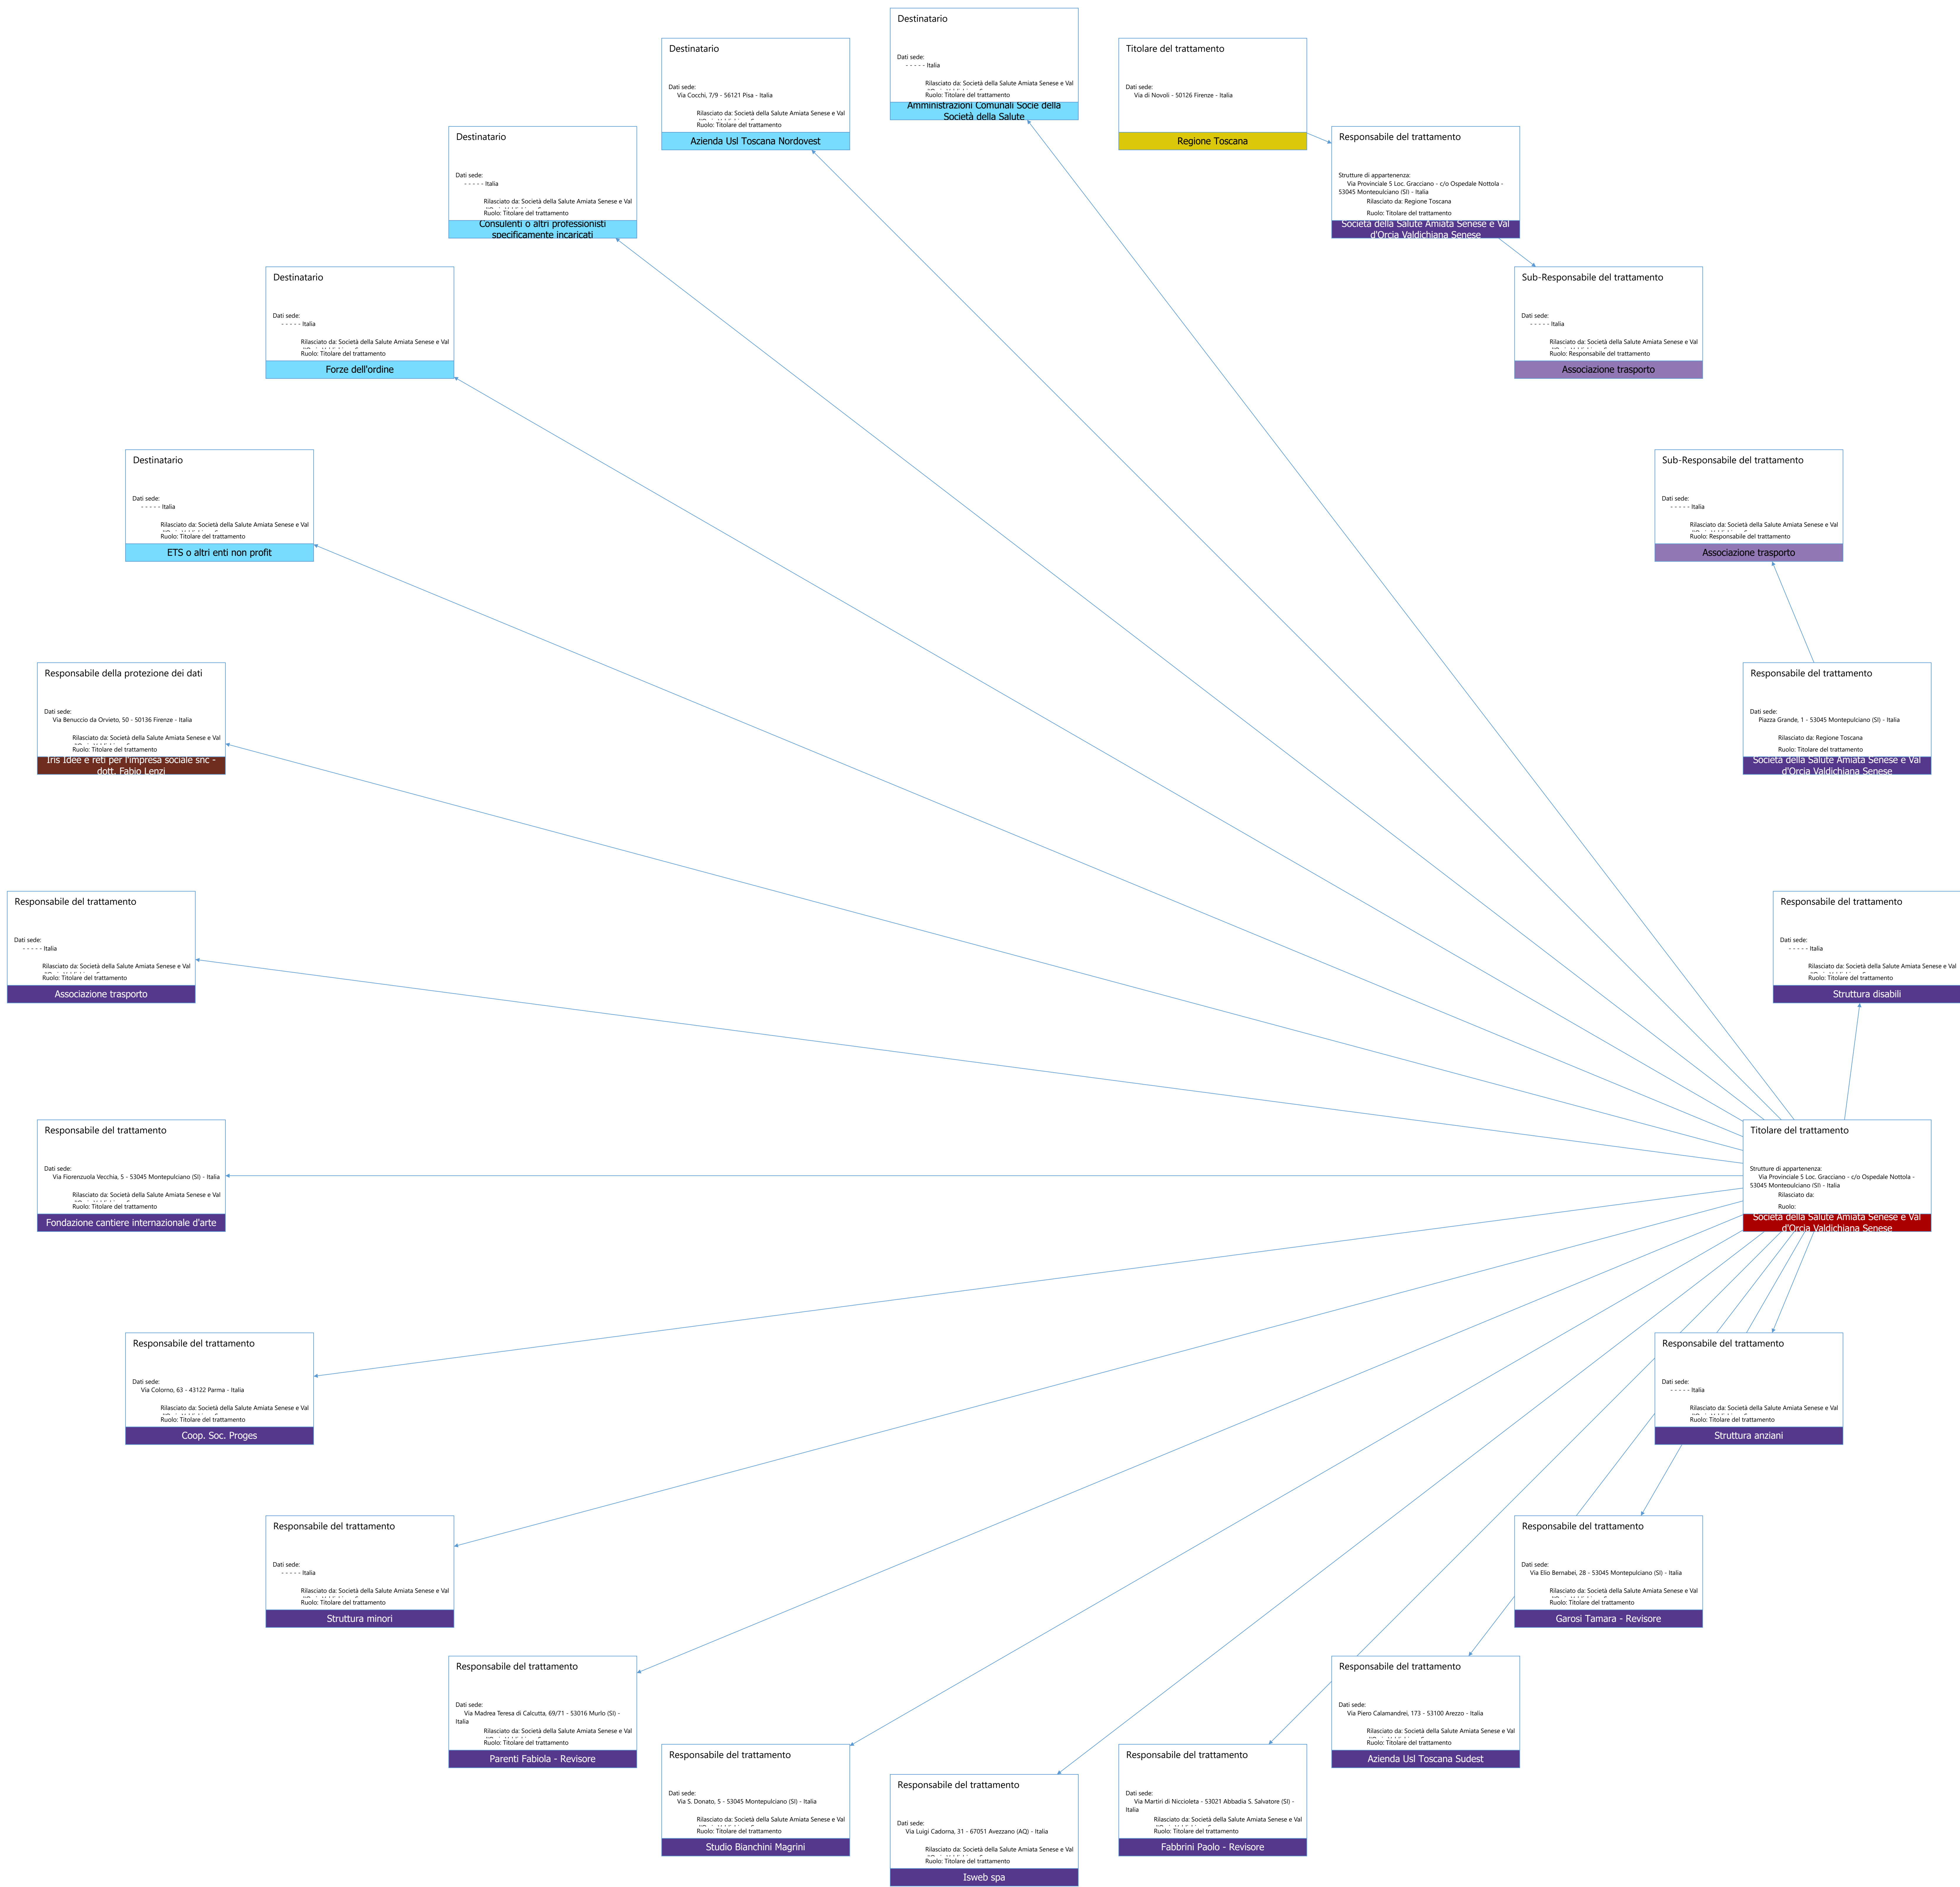 Destinatario
Dati sede:
- - - - - Italia
Rilasciato da: Società della Salute Amiata Senese e Val
Ruolo: Titolare del trattamento
Amministrazioni Comunali Socie della
Società della Salute
Destinatario
Dati sede:
Via Cocchi, 7/9 - 56121 Pisa - Italia
Rilasciato da: Società della Salute Amiata Senese e Val
Ruolo: Titolare del trattamento
Azienda Usl Toscana Nordovest
Titolare del trattamento
Dati sede:
Via di Novoli - 50126 Firenze - Italia
Regione Toscana
Destinatario
Dati sede:
- - - - - Italia
Rilasciato da: Società della Salute Amiata Senese e Val
Ruolo: Titolare del trattamento
Consulenti o altri professionisti
specificamente incaricati
Responsabile del trattamento
Strutture di appartenenza:
Via Provinciale 5 Loc. Gracciano - c/o Ospedale Nottola -
53045 Montepulciano (SI) - Italia
Rilasciato da: Regione Toscana
Ruolo: Titolare del trattamento
Società della Salute Amiata Senese e Val
d'Orcia Valdichiana Senese
Destinatario
Dati sede:
- - - - - Italia
Rilasciato da: Società della Salute Amiata Senese e Val
Ruolo: Titolare del trattamento
Forze dell'ordine
Sub-Responsabile del trattamento
Dati sede:
- - - - - Italia
Rilasciato da: Società della Salute Amiata Senese e Val
Ruolo: Responsabile del trattamento
Associazione trasporto
Destinatario
Dati sede:
- - - - - Italia
Rilasciato da: Società della Salute Amiata Senese e Val
Ruolo: Titolare del trattamento
ETS o altri enti non profit
Sub-Responsabile del trattamento
Dati sede:
- - - - - Italia
Rilasciato da: Società della Salute Amiata Senese e Val
Ruolo: Responsabile del trattamento
Associazione trasporto
Responsabile della protezione dei dati
Dati sede:
Via Benuccio da Orvieto, 50 - 50136 Firenze - Italia
Rilasciato da: Società della Salute Amiata Senese e Val
Ruolo: Titolare del trattamento
Iris Idee e reti per l'impresa sociale snc -
dott. Fabio Lenzi
Responsabile del trattamento
Dati sede:
Piazza Grande, 1 - 53045 Montepulciano (SI) - Italia
Rilasciato da: Regione Toscana
Ruolo: Titolare del trattamento
Società della Salute Amiata Senese e Val
d'Orcia Valdichiana Senese
Responsabile del trattamento
Dati sede:
- - - - - Italia
Rilasciato da: Società della Salute Amiata Senese e Val
Ruolo: Titolare del trattamento
Associazione trasporto
Responsabile del trattamento
Dati sede:
- - - - - Italia
Rilasciato da: Società della Salute Amiata Senese e Val
Ruolo: Titolare del trattamento
Struttura disabili
Responsabile del trattamento
Dati sede:
Via Fiorenzuola Vecchia, 5 - 53045 Montepulciano (SI) - Italia
Rilasciato da: Società della Salute Amiata Senese e Val
Ruolo: Titolare del trattamento
Fondazione cantiere internazionale d'arte
Titolare del trattamento
Strutture di appartenenza:
Via Provinciale 5 Loc. Gracciano - c/o Ospedale Nottola -
53045 Montepulciano (SI) - Italia
Rilasciato da:
Ruolo:
Società della Salute Amiata Senese e Val
d'Orcia Valdichiana Senese
Responsabile del trattamento
Dati sede:
Via Colorno, 63 - 43122 Parma - Italia
Rilasciato da: Società della Salute Amiata Senese e Val
Ruolo: Titolare del trattamento
Coop. Soc. Proges
Responsabile del trattamento
Dati sede:
- - - - - Italia
Rilasciato da: Società della Salute Amiata Senese e Val
Ruolo: Titolare del trattamento
Struttura anziani
Responsabile del trattamento
Dati sede:
- - - - - Italia
Rilasciato da: Società della Salute Amiata Senese e Val
Ruolo: Titolare del trattamento
Struttura minori
Responsabile del trattamento
Dati sede:
Via Elio Bernabei, 28 - 53045 Montepulciano (SI) - Italia
Rilasciato da: Società della Salute Amiata Senese e Val
Ruolo: Titolare del trattamento
Garosi Tamara - Revisore
Responsabile del trattamento
Dati sede:
Via Madrea Teresa di Calcutta, 69/71 - 53016 Murlo (SI) -
Italia
Rilasciato da: Società della Salute Amiata Senese e Val
Ruolo: Titolare del trattamento
Parenti Fabiola - Revisore
Responsabile del trattamento
Dati sede:
Via Piero Calamandrei, 173 - 53100 Arezzo - Italia
Rilasciato da: Società della Salute Amiata Senese e Val
Ruolo: Titolare del trattamento
Azienda Usl Toscana Sudest
Responsabile del trattamento
Dati sede:
Via S. Donato, 5 - 53045 Montepulciano (SI) - Italia
Rilasciato da: Società della Salute Amiata Senese e Val
Ruolo: Titolare del trattamento
Studio Bianchini Magrini
Responsabile del trattamento
Dati sede:
Via Martiri di Niccioleta - 53021 Abbadia S. Salvatore (SI) -
Italia
Rilasciato da: Società della Salute Amiata Senese e Val
Ruolo: Titolare del trattamento
Fabbrini Paolo - Revisore
Responsabile del trattamento
Dati sede:
Via Luigi Cadorna, 31 - 67051 Avezzano (AQ) - Italia
Rilasciato da: Società della Salute Amiata Senese e Val
Ruolo: Titolare del trattamento
Isweb spa